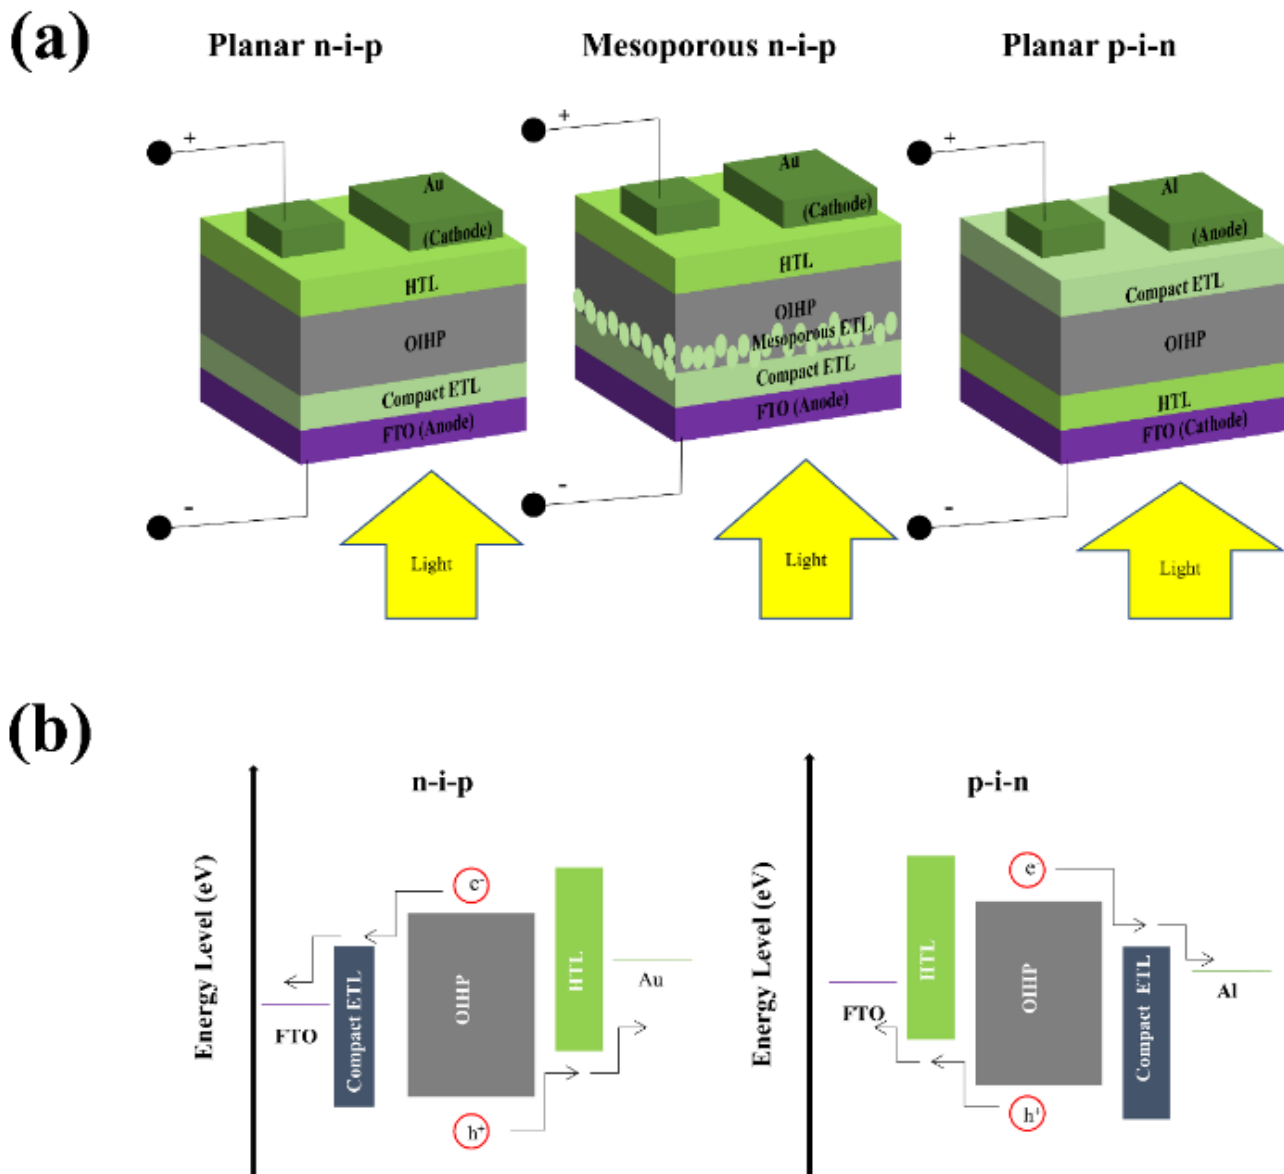 (a)
Planar n-i-p
Mesoporous n-i-p
Planar p-i-n
+
Au
(Cathode)
HTL
OIHP
Compact ETL
FTO (Anode)
-
Light
+
Au
(Cathode)
HTL
OIHP
Mesoporous ETL
Compact ETL
FTO (Anode)
-
Light
+
Al
(Anode)
Compact ETL
OIHP
HTL
FTO (Cathode)
-
Light
(b)
n-i-p
Energy Level (eV)
FTO
Compact ETL
e-
OIHP
h+
HTL
Au
p-i-n
Energy Level (eV)
FTO
HTL
e-
OIHP
h+
Compact ETL
Al